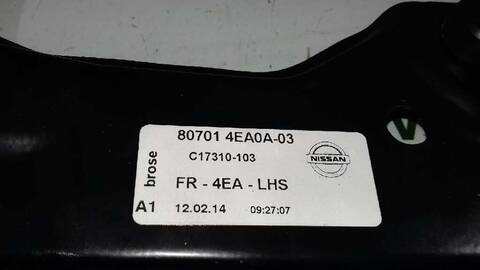 80701 4EA0A-03
C17310-103
NISSAN
FR - 4EA - LHS
12.02.14 09:27:07
brose
A1
V